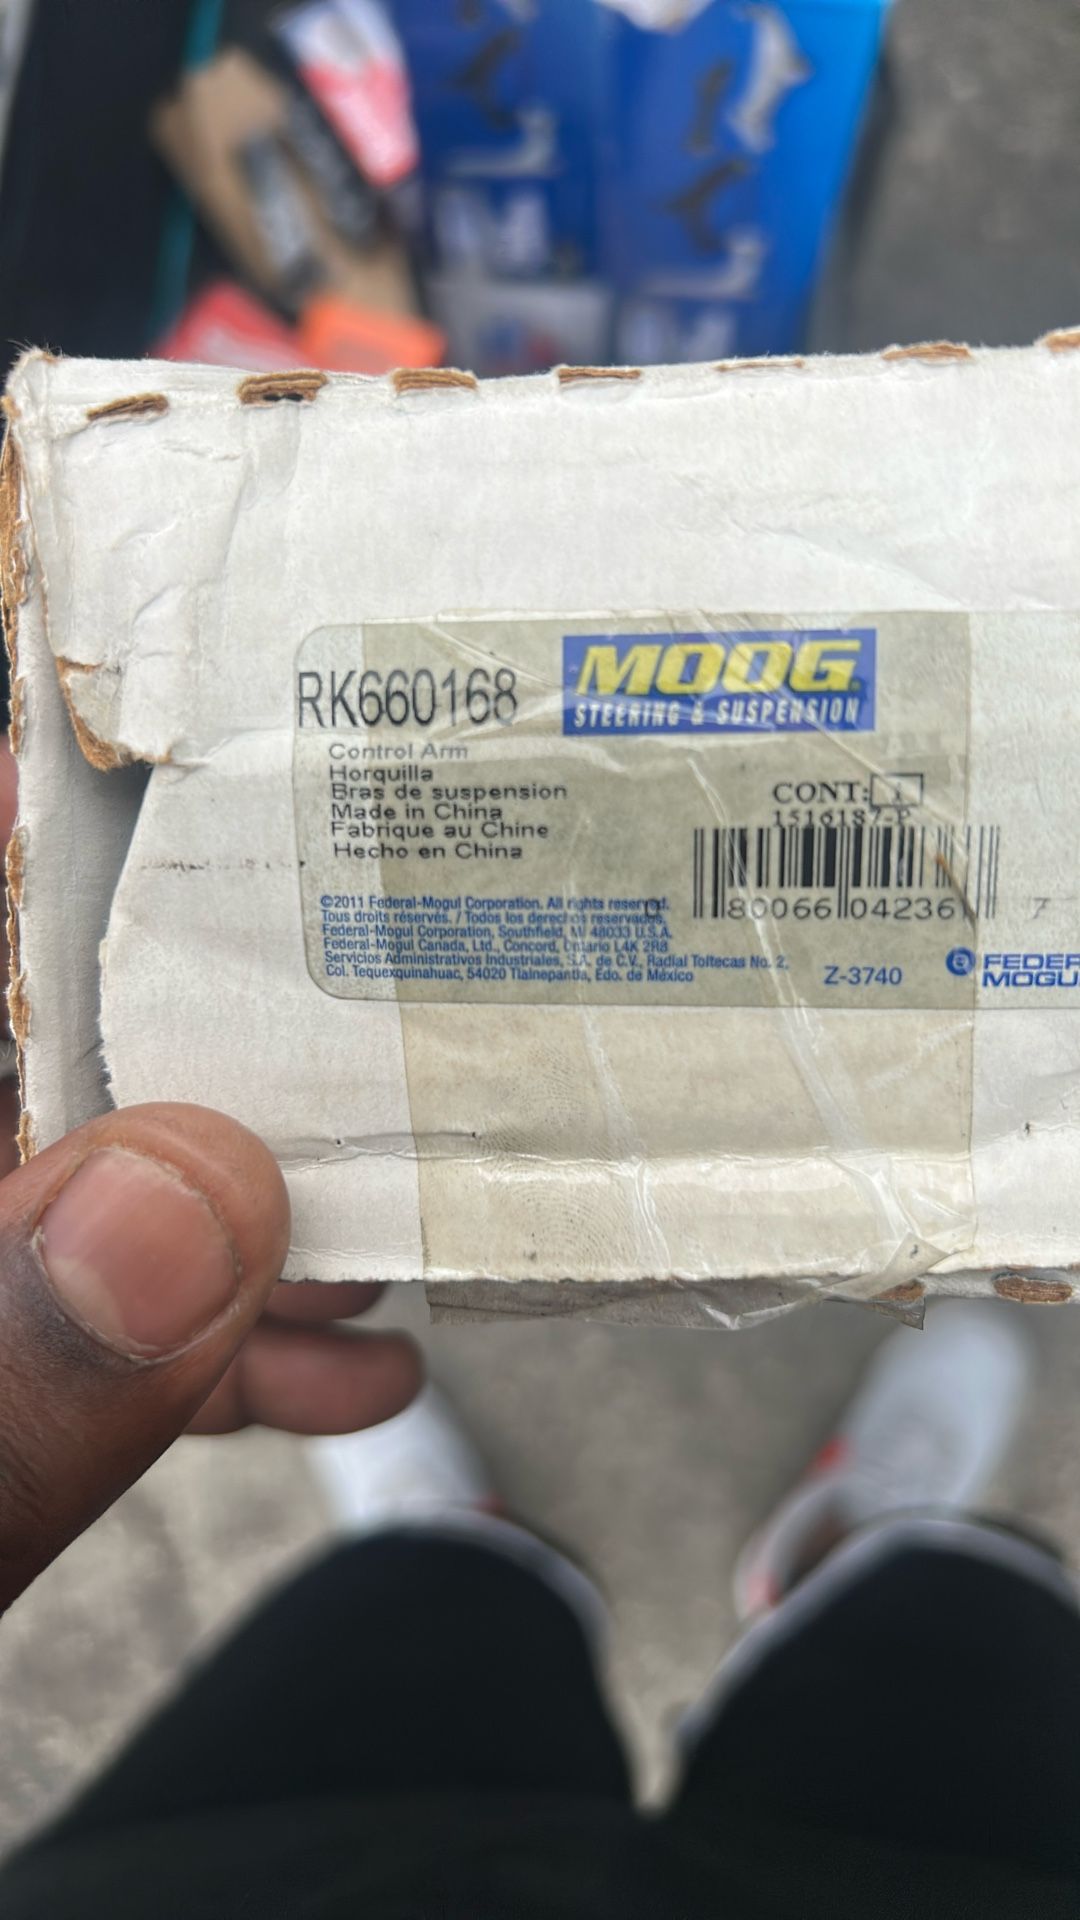 RK660168
MOOG
STEERING & SUSPENSION
Control Arm
Horquilla
Bras de suspension
Made in China
Fabrique au Chine
Hecho en China
CONT: 1
1516187-P
80066 04236 7
©2011 Federal-Mogul Corporation. All rights reserved.
Tous droits réservés. / Todos los derechos reservados.
Federal-Mogul Corporation, Southfield, MI 48033 U.S.A.
Federal-Mogul Canada, Ltd., Concord, Ontario L4K 2R8
Servicios Administrativos Industriales, S.A. de C.V., Radial Toltecas No. 2,
Col. Tequexquinahuac, 54020 Tlalnepantla, Edo. de México
Z-3740
FEDER
MOGU